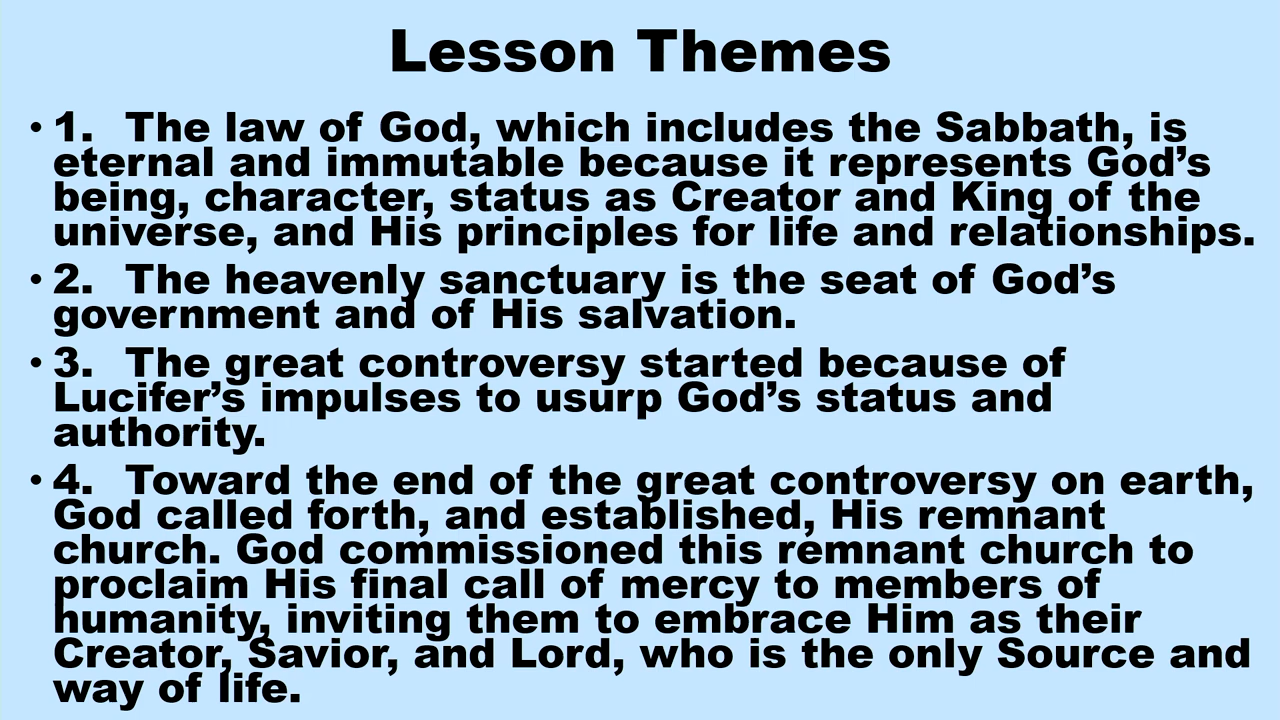 Lesson Themes
• 1. The law of God, which includes the Sabbath, is
eternal and immutable because it represents God’s
being, character, status as Creator and King of the
universe, and His principles for life and relationships.
• 2. The heavenly sanctuary is the seat of God’s
government and of His salvation.
• 3. The great controversy started because of
Lucifer’s impulses to usurp God’s status and
authority.
• 4. Toward the end of the great controversy on earth,
God called forth, and established, His remnant
church. God commissioned this remnant church to
proclaim His final call of mercy to members of
humanity, inviting them to embrace Him as their
Creator, Savior, and Lord, who is the only Source and
way of life.